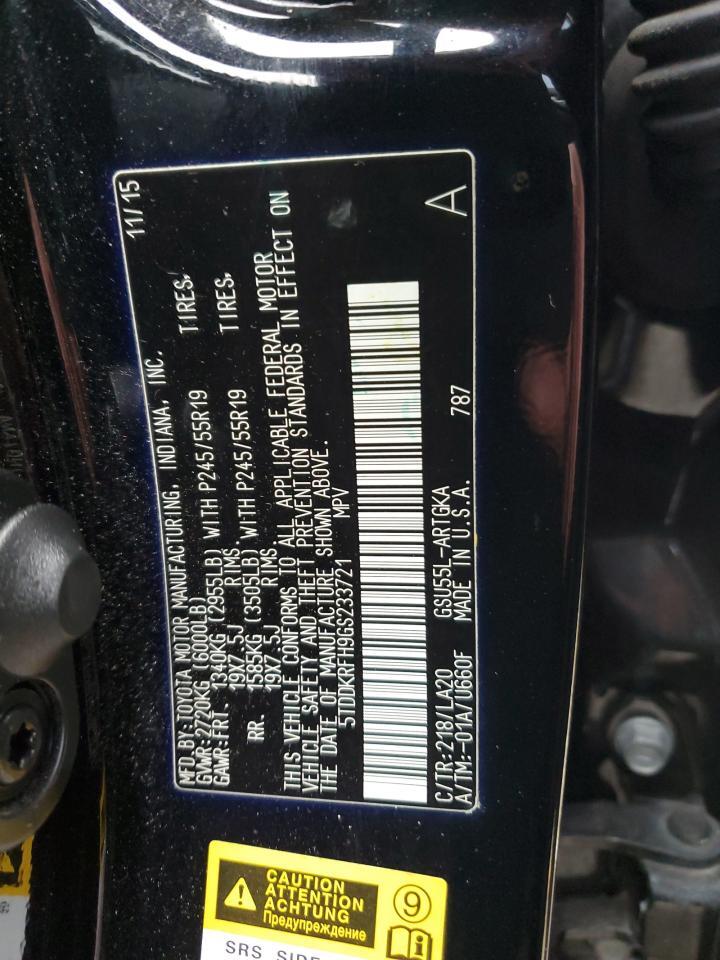 MFD.BY:TOYOTA MOTOR MANUFACTURING, INDIANA, INC. 11/15
GVWR:2720KG (6000LB)
GAWR:FRT. 1340KG (2955LB) WITH P245/55R19 TIRES,
19X7.5J RIMS
RR. 1585KG (3505LB) WITH P245/55R19 TIRES,
19X7.5J RIMS
THIS VEHICLE CONFORMS TO ALL APPLICABLE FEDERAL MOTOR
VEHICLE SAFETY AND THEFT PREVENTION STANDARDS IN EFFECT ON
THE DATE OF MANUFACTURE SHOWN ABOVE.
5TDDKRFH9GS233721 MPV
C/TR:218/LA20 GSU55L-ARTGKA A
A/TM:-01A/U660F MADE IN U.S.A. 787
CAUTION
ATTENTION
ACHTUNG
Предупреждение
9
SRS SIDE